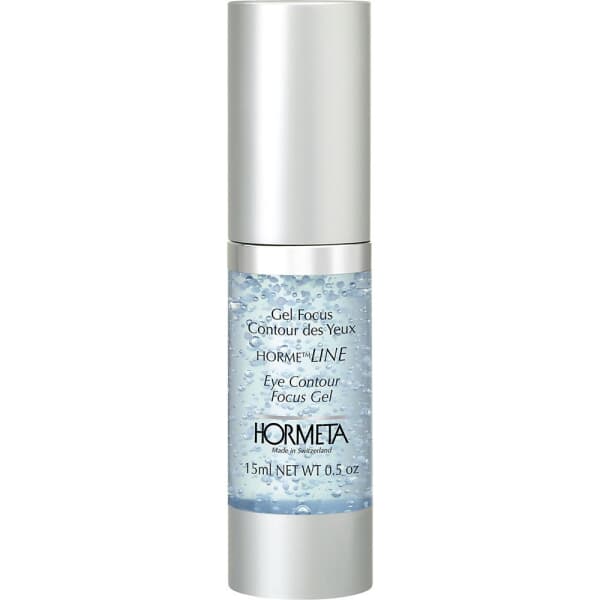 Gel Focus
Contour des Yeux
HORME™LINE
Eye Contour
Focus Gel
HORMETA
Made in Switzerland
15ml NET WT 0.5 oz